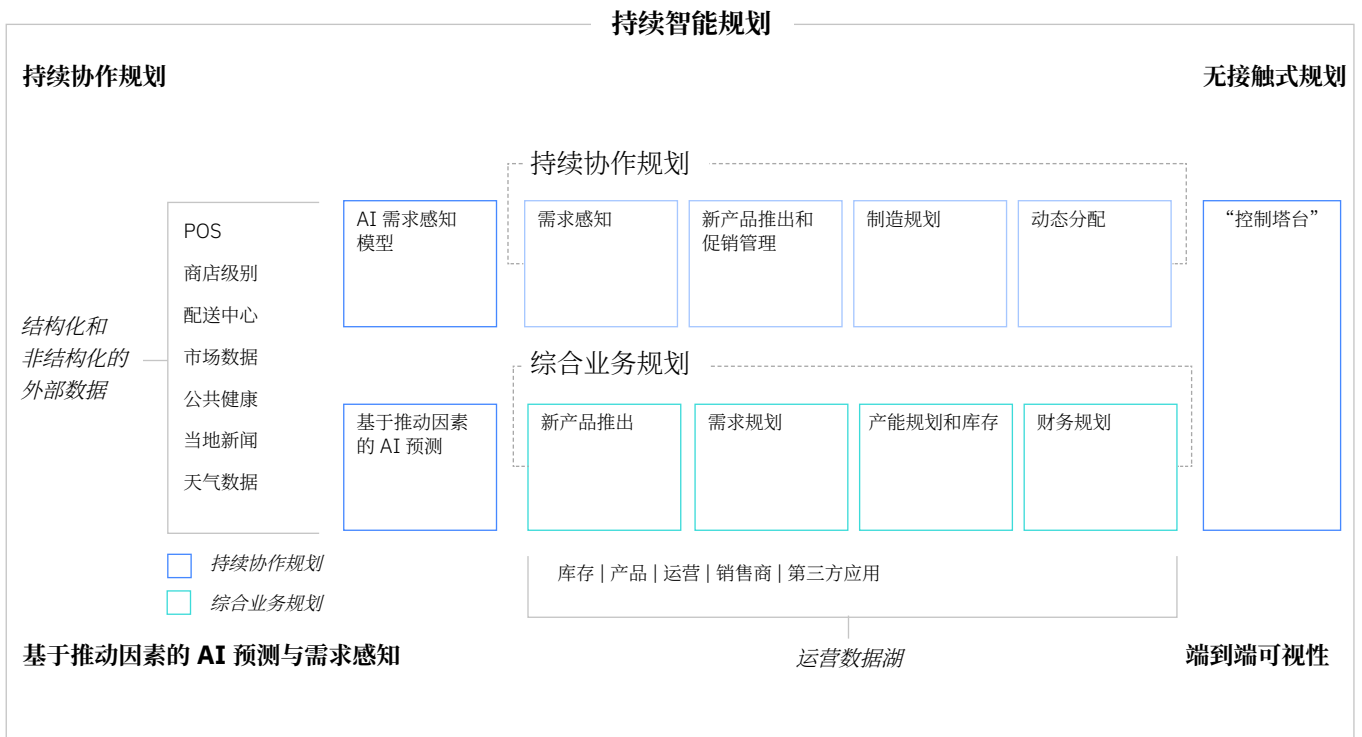 持续智能规划
持续协作规划
无接触式规划
结构化和
非结构化的
外部数据
POS
商店级别
配送中心
市场数据
公共健康
当地新闻
天气数据
AI 需求感知
模型
持续协作规划
需求感知
新产品推出和
促销管理
制造规划
动态分配
“控制塔台”
基于推动因素
的 AI 预测
综合业务规划
新产品推出
需求规划
产能规划和库存
财务规划
持续协作规划
综合业务规划
库存 | 产品 | 运营 | 销售商 | 第三方应用
运营数据湖
基于推动因素的 AI 预测与需求感知
端到端可视性